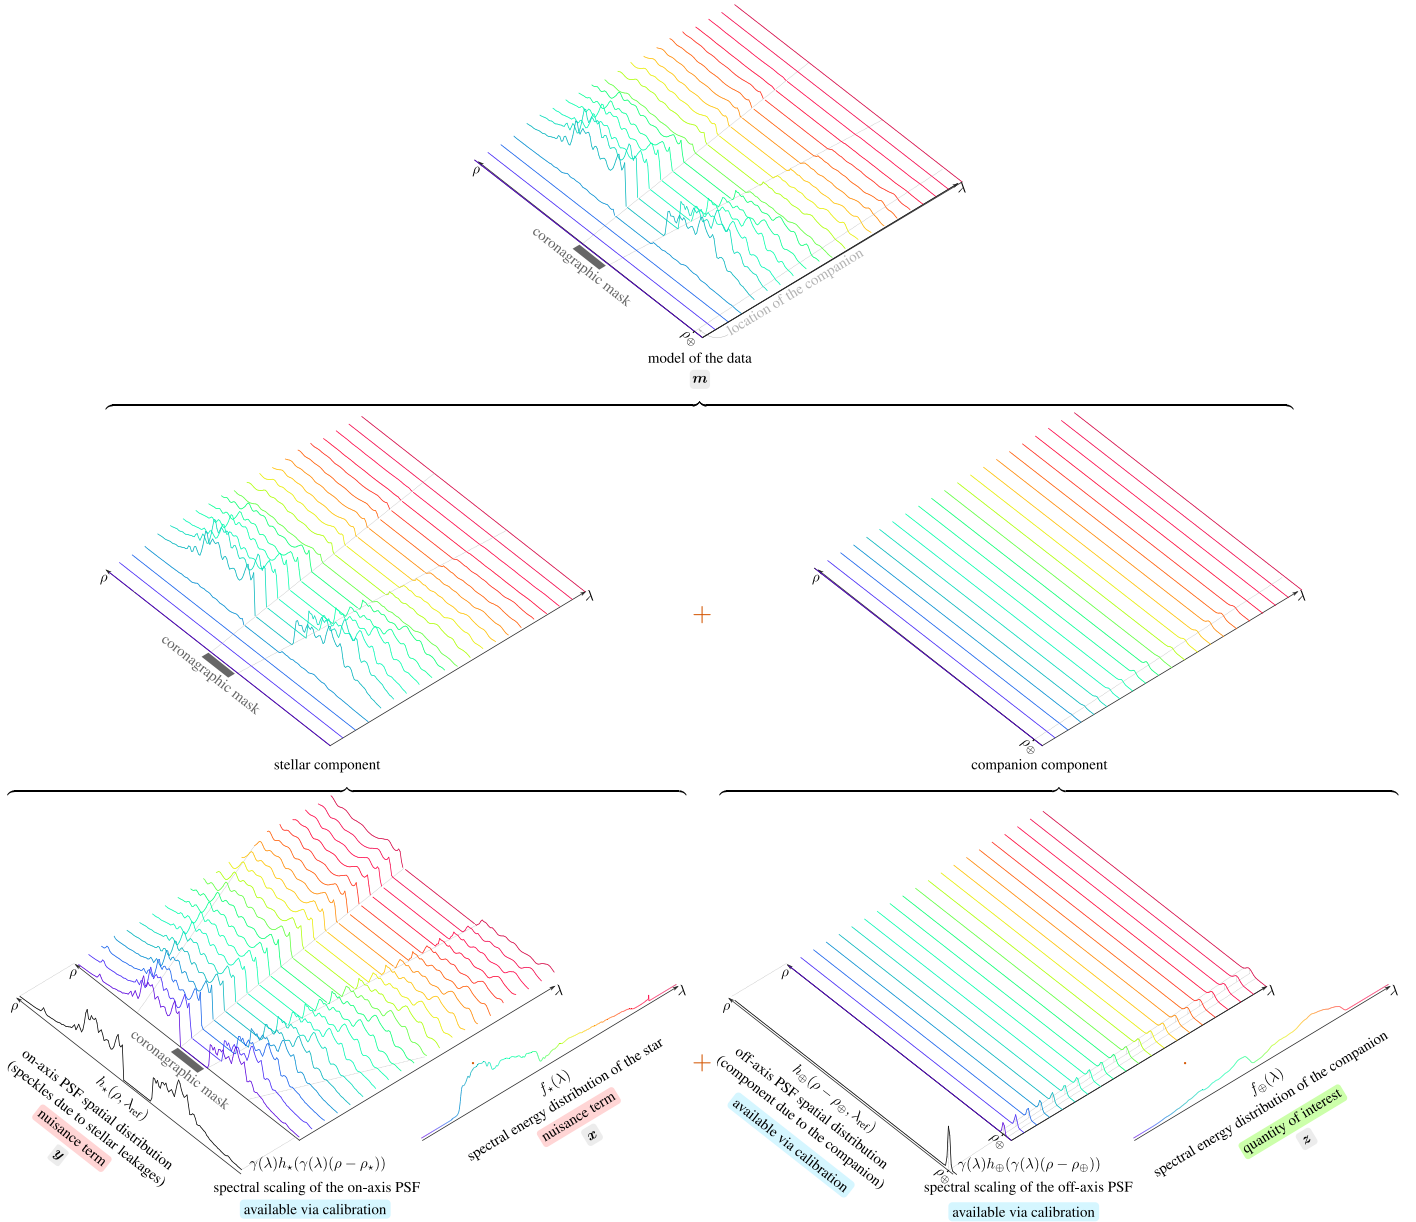 ρ
λ
coronagraphic mask
location of the companion
ρ⊕
model of the data
m
ρ
λ
coronagraphic mask
stellar component
+
ρ
λ
ρ⊕
companion component
ρ
ρ
λ
coronagraphic mask
h⋆(ρ, λref)
on-axis PSF spatial distribution
(speckles due to stellar leakages)
nuisance term
y
γ(λ)h⋆(γ(λ)(ρ − ρ⋆))
spectral scaling of the on-axis PSF
available via calibration
λ
f⋆(λ)
spectral energy distribution of the star
nuisance term
x
+
ρ
ρ
λ
ρ⊕
ρ⊕
h⊕(ρ − ρ⊕, λref)
off-axis PSF spatial distribution
(component due to the companion)
available via calibration
γ(λ)h⊕(γ(λ)(ρ − ρ⊕))
spectral scaling of the off-axis PSF
available via calibration
λ
f⊕(λ)
spectral energy distribution of the companion
quantity of interest
z